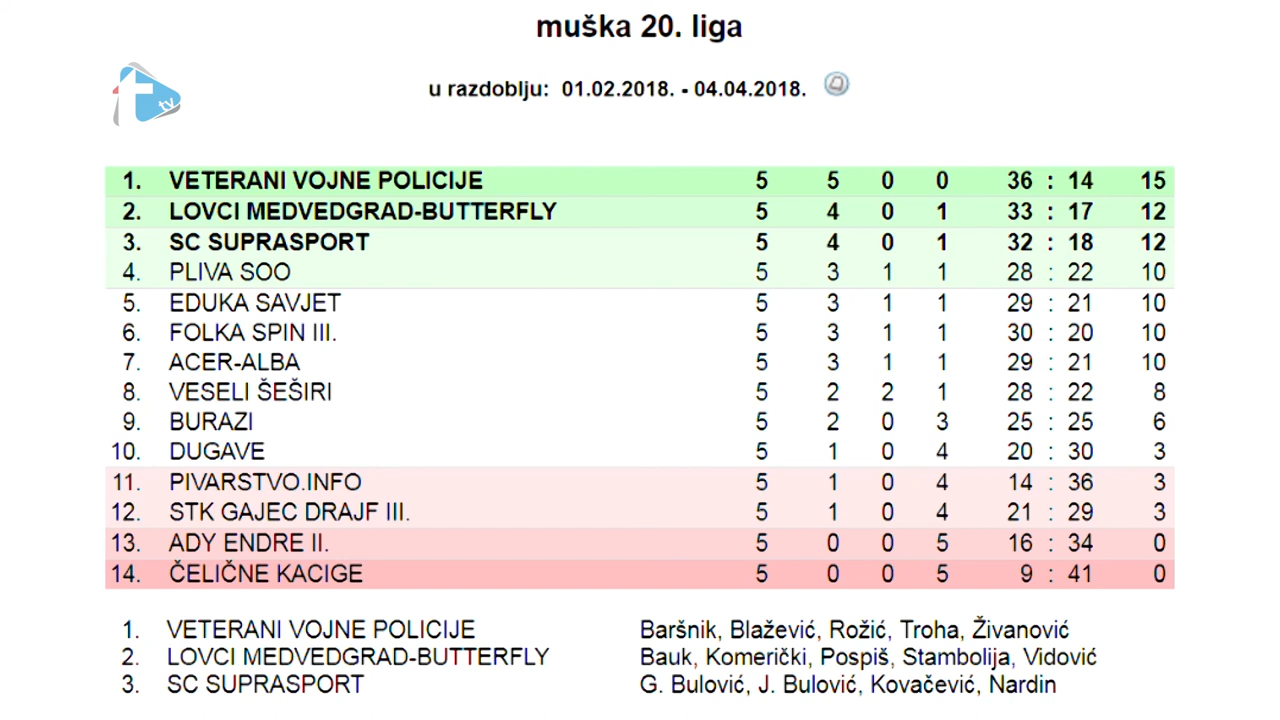 muška 20. liga
u razdoblju: 01.02.2018. - 04.04.2018.
tv
1. VETERANI VOJNE POLICIJE 5 5 0 0 36 : 14 15
2. LOVCI MEDVEDGRAD-BUTTERFLY 5 4 0 1 33 : 17 12
3. SC SUPRASPORT 5 4 0 1 32 : 18 12
4. PLIVA SOO 5 3 1 1 28 : 22 10
5. EDUKA SAVJET 5 3 1 1 29 : 21 10
6. FOLKA SPIN III. 5 3 1 1 30 : 20 10
7. ACER-ALBA 5 3 1 1 29 : 21 10
8. VESELI ŠEŠIRI 5 2 2 1 28 : 22 8
9. BURAZI 5 2 0 3 25 : 25 6
10. DUGAVE 5 1 0 4 20 : 30 3
11. PIVARSTVO.INFO 5 1 0 4 14 : 36 3
12. STK GAJEC DRAJF III. 5 1 0 4 21 : 29 3
13. ADY ENDRE II. 5 0 0 5 16 : 34 0
14. ČELIČNE KACIGE 5 0 0 5 9 : 41 0
1. VETERANI VOJNE POLICIJE Baršnik, Blažević, Rožić, Troha, Živanović
2. LOVCI MEDVEDGRAD-BUTTERFLY Bauk, Komerički, Pospiš, Stambolija, Vidović
3. SC SUPRASPORT G. Bulović, J. Bulović, Kovačević, Nardin